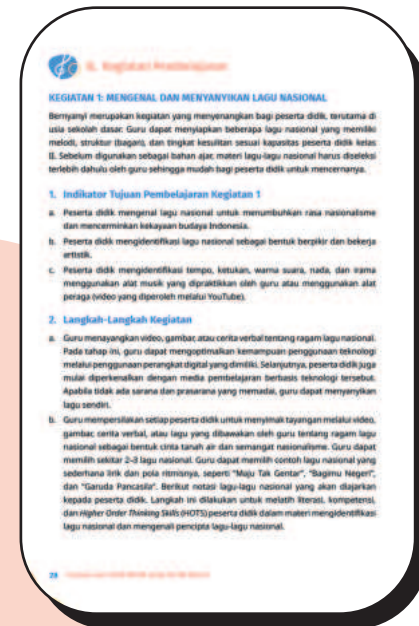 B. Kegiatan Pembelajaran
KEGIATAN 1: MENGENAL DAN MENYANYIKAN LAGU NASIONAL
Bernyanyi merupakan kegiatan yang menyenangkan bagi peserta didik, terutama di
usia sekolah dasar. Guru dapat menyiapkan beberapa lagu nasional yang memiliki
melodi, struktur (bagan), dan tingkat kesulitan sesuai kapasitas peserta didik kelas
II. Sebelum digunakan sebagai bahan ajar, materi lagu-lagu nasional harus diseleksi
terlebih dahulu oleh guru sehingga mudah bagi peserta didik untuk mencernanya.
1. Indikator Tujuan Pembelajaran Kegiatan 1
a. Peserta didik mengenal lagu nasional untuk menumbuhkan rasa nasionalisme
dan mencerminkan kekayaan budaya Indonesia.
b. Peserta didik mengidentifikasi lagu nasional sebagai bentuk berpikir dan bekerja
artistik.
c. Peserta didik mengidentifikasi tempo, ketukan, warna suara, nada, dan irama
menggunakan alat musik yang dipraktikkan oleh guru atau menggunakan alat
peraga (video yang diperoleh melalui YouTube).
2. Langkah-Langkah Kegiatan
a. Guru menayangkan video, gambar, atau cerita verbal tentang ragam lagu nasional.
Pada tahap ini, guru dapat mengoptimalkan kemampuan penggunaan teknologi
melalui penggunaan perangkat digital yang dimiliki. Selanjutnya, peserta didik juga
mulai diperkenalkan dengan media pembelajaran berbasis teknologi tersebut.
Apabila tidak ada sarana dan prasarana yang memadai, guru dapat menyanyikan
lagu sendiri.
b. Guru mempersilakan setiap peserta didik untuk menyimak tayangan melalui video,
gambar, cerita verbal, atau lagu yang dibawakan oleh guru tentang ragam lagu
nasional sebagai bentuk cinta tanah air dan semangat nasionalisme. Guru dapat
memilih sekitar 2-3 lagu nasional. Guru dapat memilih contoh lagu nasional yang
sederhana lirik dan pola ritmisnya, seperti "Maju Tak Gentar", "Bagimu Negeri",
dan "Garuda Pancasila". Berikut notasi lagu-lagu nasional yang akan diajarkan
kepada peserta didik. Langkah ini dilakukan untuk melatih literasi, kompetensi,
dan Higher Order Thinking Skills (HOTS) peserta didik dalam materi mengidentifikasi
lagu nasional dan mengenali pencipta lagu-lagu nasional.
28